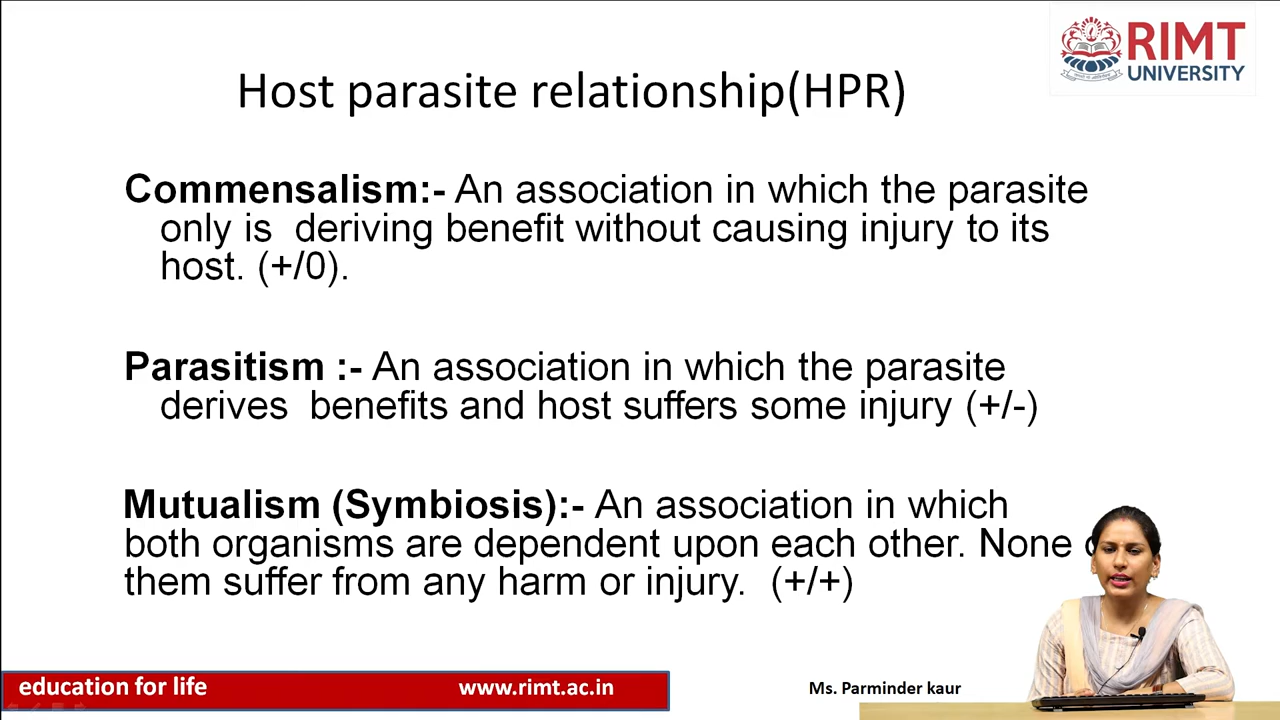 RIMT
UNIVERSITY
Host parasite relationship(HPR)
Commensalism:- An association in which the parasite
only is deriving benefit without causing injury to its
host. (+/0).
Parasitism :- An association in which the parasite
derives benefits and host suffers some injury (+/-)
Mutualism (Symbiosis):- An association in which
both organisms are dependent upon each other. None
them suffer from any harm or injury. (+/+)
education for life
www.rimt.ac.in
Ms. Parminder kaur